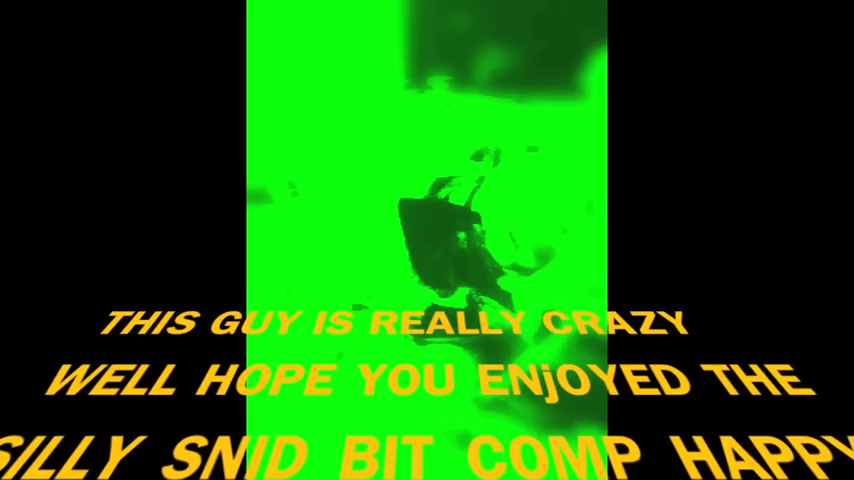 THIS GUY IS REALLY CRAZY
WELL HOPE YOU ENjOYED THE
SILLY SNID BIT COMP HAPPY